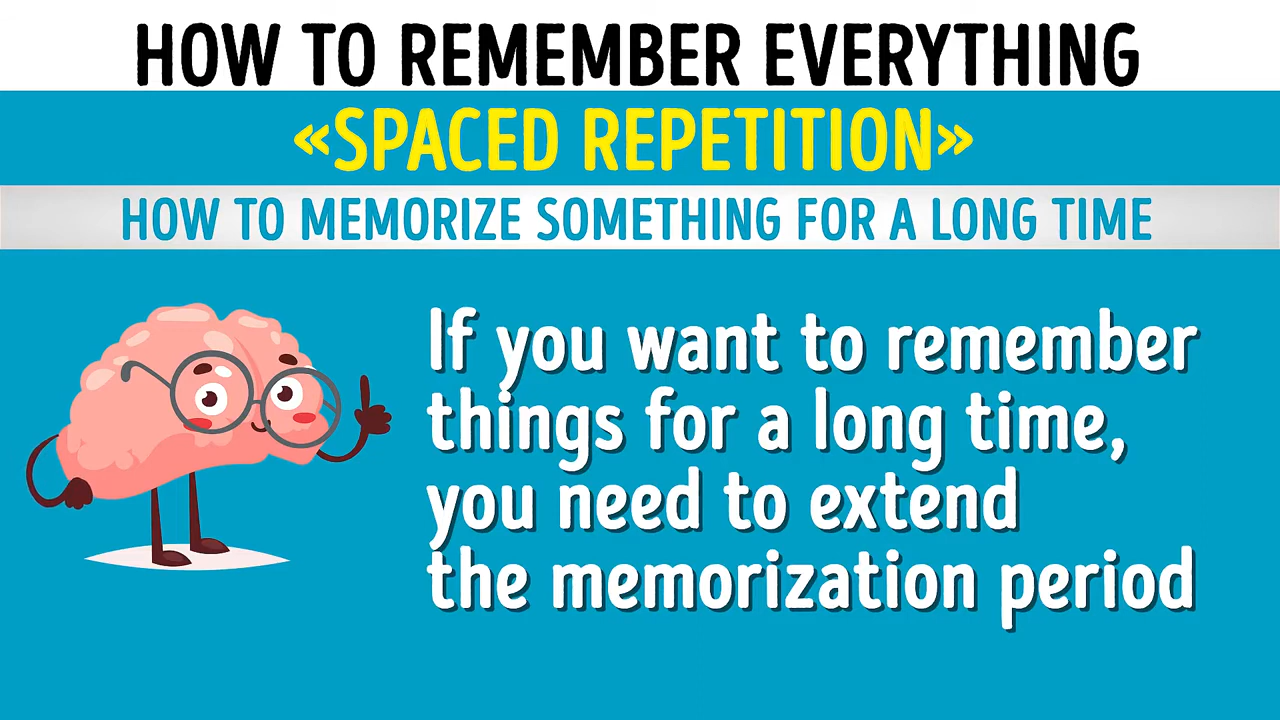 HOW TO REMEMBER EVERYTHING
«SPACED REPETITION»
HOW TO MEMORIZE SOMETHING FOR A LONG TIME
If you want to remember
things for a long time,
you need to extend
the memorization period